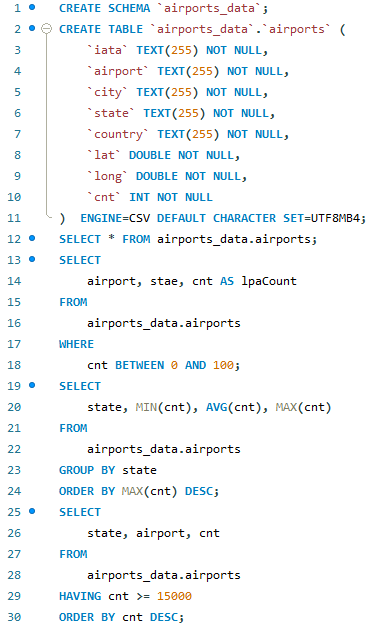 1 CREATE SCHEMA `airports_data`;
2 CREATE TABLE `airports_data`.`airports` (
3 `iata` TEXT(255) NOT NULL,
4 `airport` TEXT(255) NOT NULL,
5 `city` TEXT(255) NOT NULL,
6 `state` TEXT(255) NOT NULL,
7 `country` TEXT(255) NOT NULL,
8 `lat` DOUBLE NOT NULL,
9 `long` DOUBLE NOT NULL,
10 `cnt` INT NOT NULL
11 ) ENGINE=CSV DEFAULT CHARACTER SET=UTF8MB4;
12 SELECT * FROM airports_data.airports;
13 SELECT
14 airport, stae, cnt AS lpaCount
15 FROM
16 airports_data.airports
17 WHERE
18 cnt BETWEEN 0 AND 100;
19 SELECT
20 state, MIN(cnt), AVG(cnt), MAX(cnt)
21 FROM
22 airports_data.airports
23 GROUP BY state
24 ORDER BY MAX(cnt) DESC;
25 SELECT
26 state, airport, cnt
27 FROM
28 airports_data.airports
29 HAVING cnt >= 15000
30 ORDER BY cnt DESC;